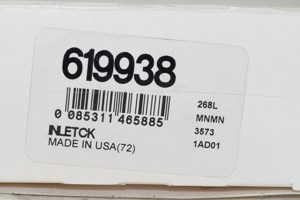 619938
0 085311 465885
INLETCK
MADE IN USA(72)
268L
MNMN
3573
1AD01